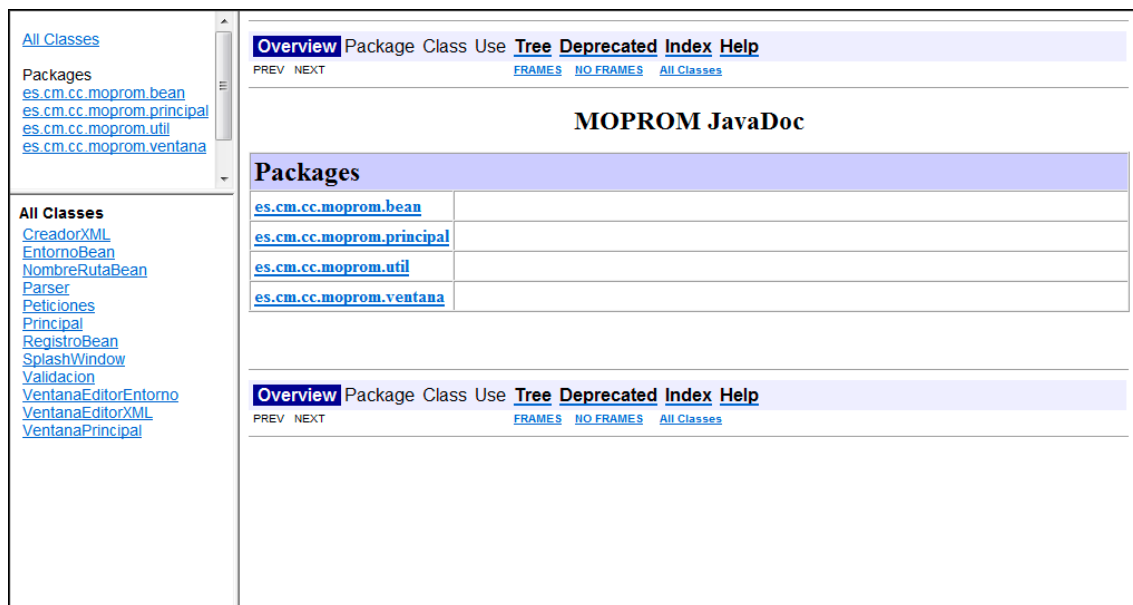 All Classes
Packages
es.cm.cc.moprom.bean
es.cm.cc.moprom.principal
es.cm.cc.moprom.util
es.cm.cc.moprom.ventana
All Classes
CreadorXML
EntornoBean
NombreRutaBean
Parser
Peticiones
Principal
RegistroBean
SplashWindow
Validacion
VentanaEditorEntorno
VentanaEditorXML
VentanaPrincipal
Overview Package Class Use Tree Deprecated Index Help
PREV NEXT FRAMES NO FRAMES All Classes
MOPROM JavaDoc
Packages
es.cm.cc.moprom.bean
es.cm.cc.moprom.principal
es.cm.cc.moprom.util
es.cm.cc.moprom.ventana
Overview Package Class Use Tree Deprecated Index Help
PREV NEXT FRAMES NO FRAMES All Classes